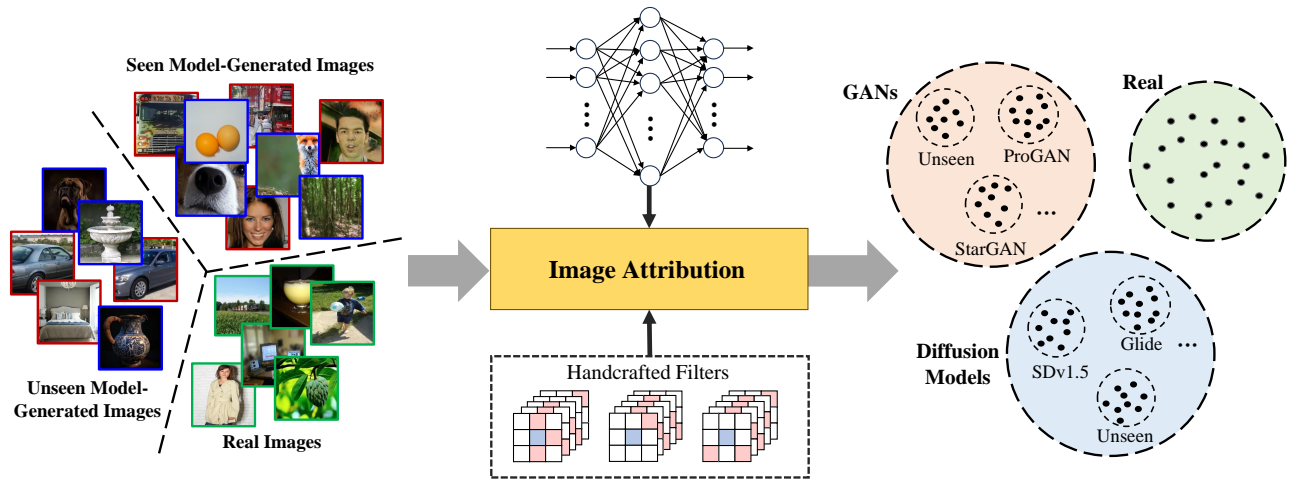 Seen Model-Generated Images
Unseen Model-
Generated Images
Real Images
Image Attribution
Handcrafted Filters
GANs
Unseen
ProGAN
StarGAN
...
Real
Diffusion
Models
SDv1.5
Glide
...
Unseen